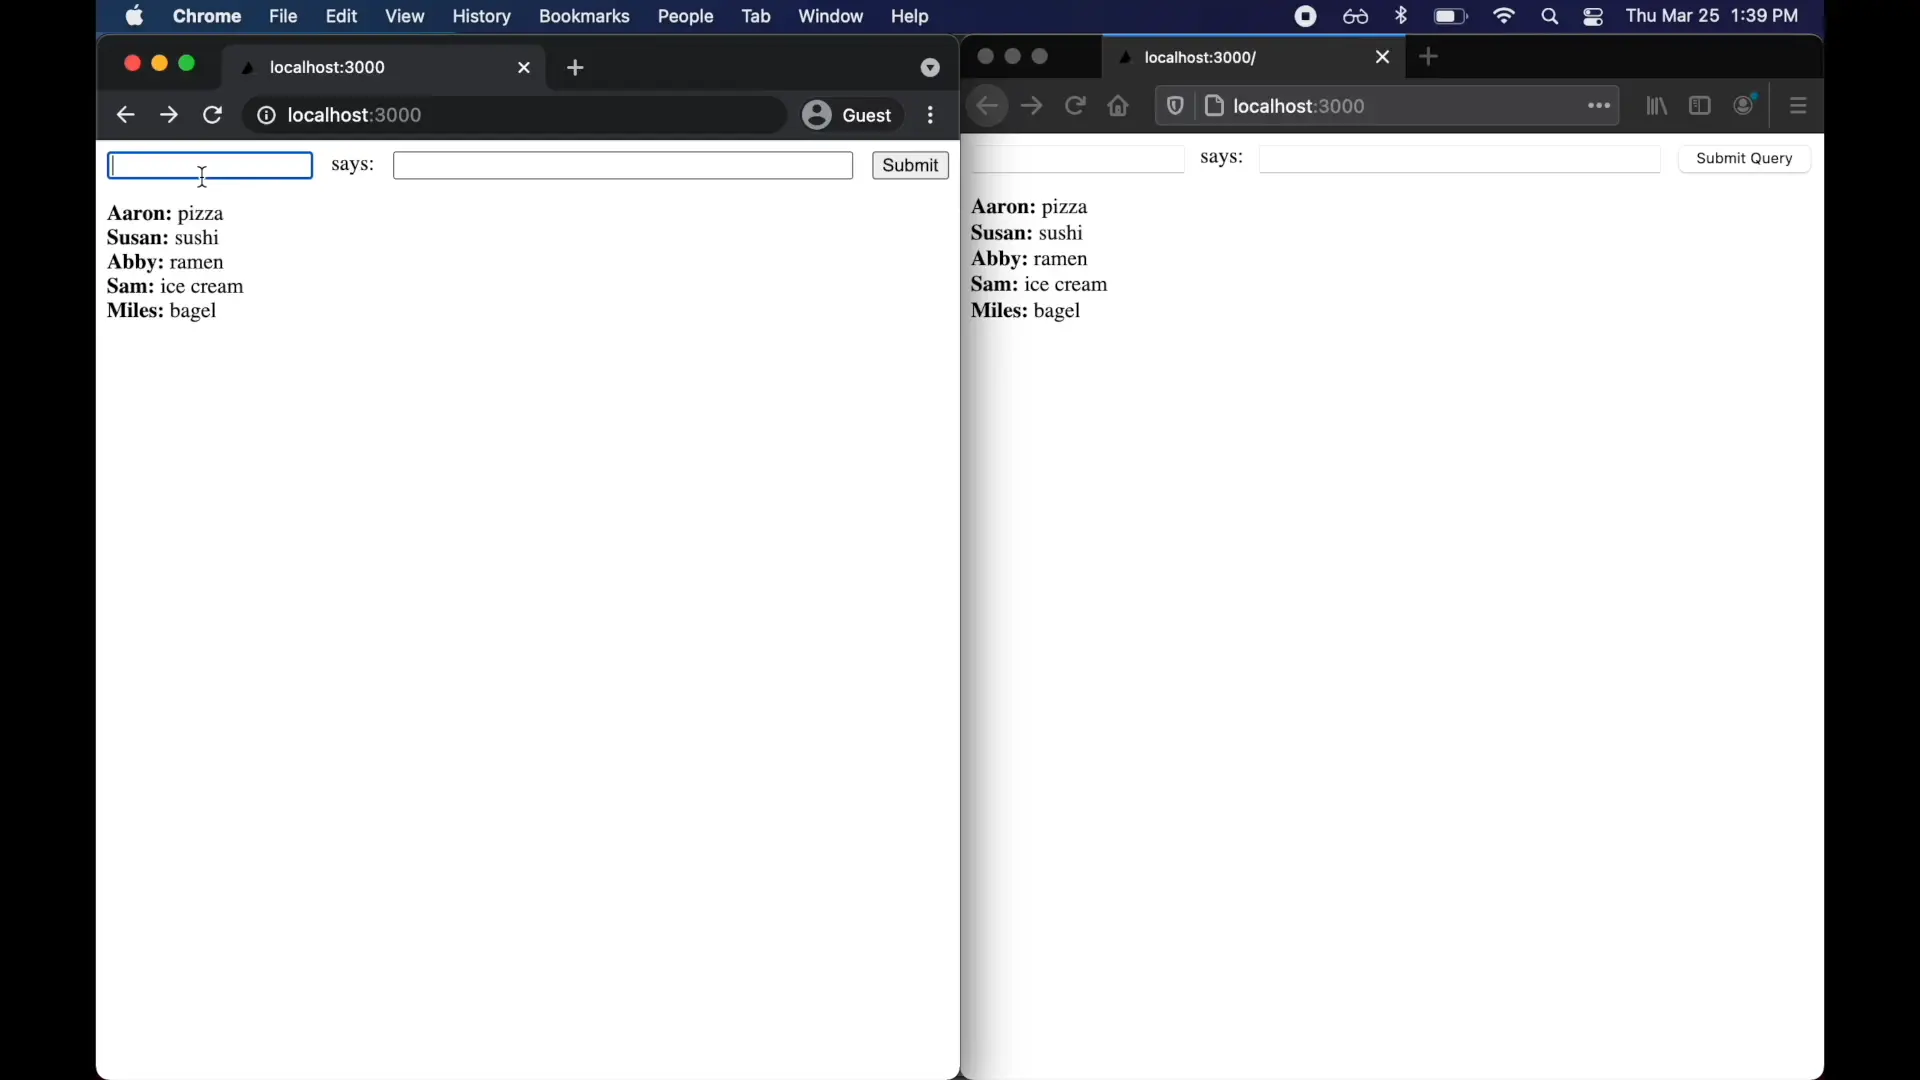 Chrome File Edit View History Bookmarks People Tab Window Help Thu Mar 25 1:39 PM
localhost:3000
localhost:3000 Guest
says: Submit
Aaron: pizza
Susan: sushi
Abby: ramen
Sam: ice cream
Miles: bagel
localhost:3000/
localhost:3000
says: Submit Query
Aaron: pizza
Susan: sushi
Abby: ramen
Sam: ice cream
Miles: bagel